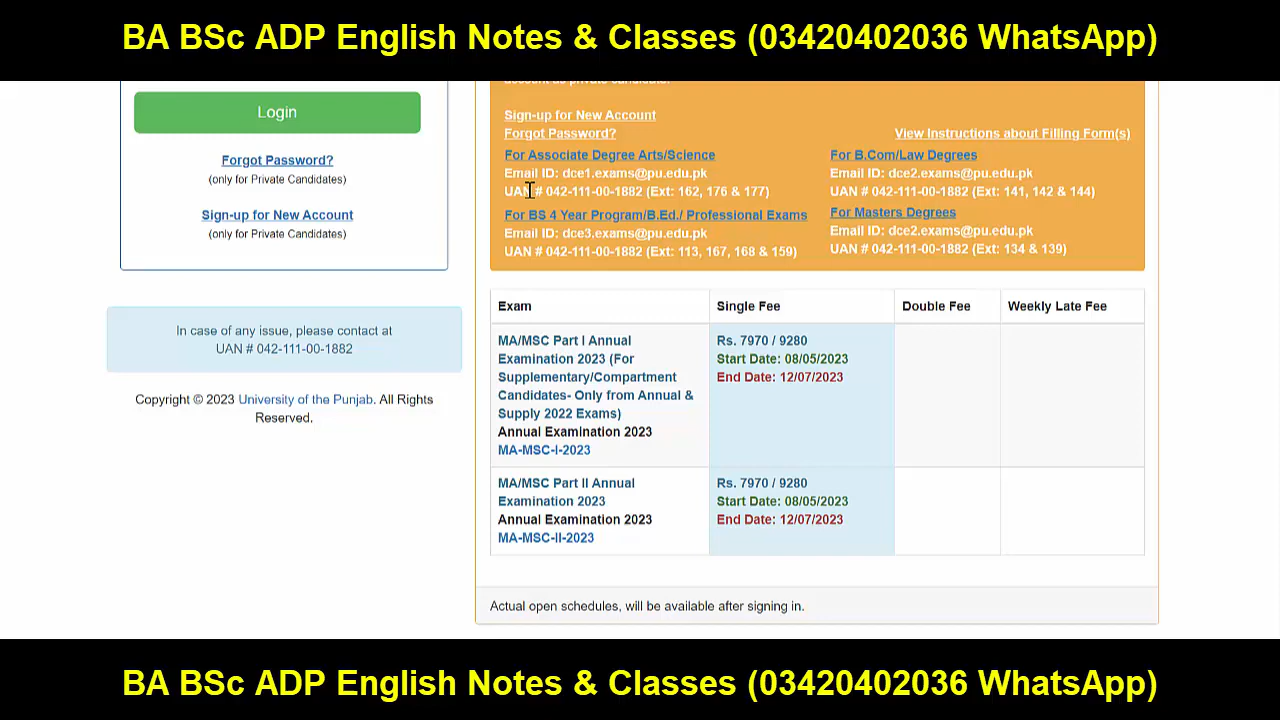 BA BSc ADP English Notes & Classes (03420402036 WhatsApp)
Login
Forgot Password?
(only for Private Candidates)
Sign-up for New Account
(only for Private Candidates)
In case of any issue, please contact at
UAN # 042-111-00-1882
Copyright © 2023 University of the Punjab. All Rights
Reserved.
Sign-up for New Account
Forgot Password?
View Instructions about Filling Form(s)
For Associate Degree Arts/Science
Email ID: dce1.exams@pu.edu.pk
UAN # 042-111-00-1882 (Ext: 162, 176 & 177)
For B.Com/Law Degrees
Email ID: dce2.exams@pu.edu.pk
UAN # 042-111-00-1882 (Ext: 141, 142 & 144)
For BS 4 Year Program/B.Ed./ Professional Exams
Email ID: dce3.exams@pu.edu.pk
UAN # 042-111-00-1882 (Ext: 113, 167, 168 & 159)
For Masters Degrees
Email ID: dce2.exams@pu.edu.pk
UAN # 042-111-00-1882 (Ext: 134 & 139)
Exam Single Fee Double Fee Weekly Late Fee
MA/MSC Part I Annual
Examination 2023 (For
Supplementary/Compartment
Candidates- Only from Annual &
Supply 2022 Exams)
Annual Examination 2023
MA-MSC-I-2023
Rs. 7970 / 9280
Start Date: 08/05/2023
End Date: 12/07/2023
MA/MSC Part II Annual
Examination 2023
Annual Examination 2023
MA-MSC-II-2023
Rs. 7970 / 9280
Start Date: 08/05/2023
End Date: 12/07/2023
Actual open schedules, will be available after signing in.
BA BSc ADP English Notes & Classes (03420402036 WhatsApp)